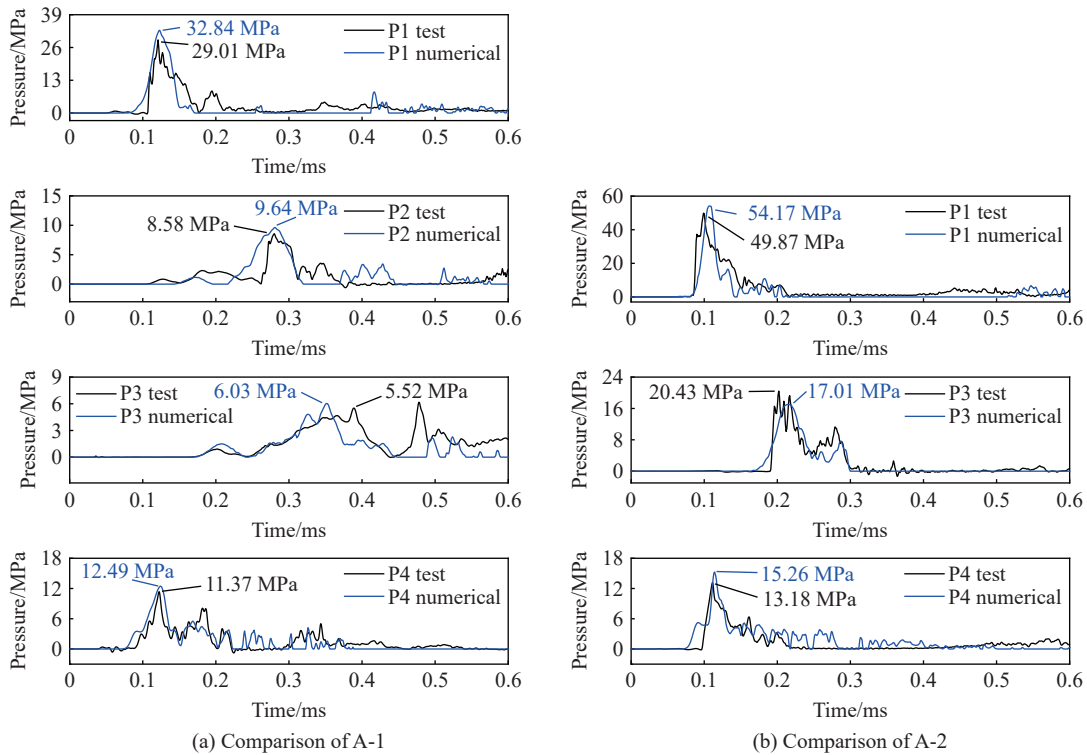 39
26
13
0
Pressure/MPa
32.84 MPa
29.01 MPa
P1 test
P1 numerical
0 0.1 0.2 0.3 0.4 0.5 0.6
Time/ms
15
10
5
0
Pressure/MPa
8.58 MPa
9.64 MPa
P2 test
P2 numerical
0 0.1 0.2 0.3 0.4 0.5 0.6
Time/ms
9
6
3
0
Pressure/MPa
P3 test
P3 numerical
6.03 MPa
5.52 MPa
0 0.1 0.2 0.3 0.4 0.5 0.6
Time/ms
18
12
6
0
Pressure/MPa
12.49 MPa
11.37 MPa
P4 test
P4 numerical
0 0.1 0.2 0.3 0.4 0.5 0.6
Time/ms
(a) Comparison of A-1
60
40
20
0
Pressure/MPa
54.17 MPa
49.87 MPa
P1 test
P1 numerical
0 0.1 0.2 0.3 0.4 0.5 0.6
Time/ms
24
16
8
0
Pressure/MPa
20.43 MPa
17.01 MPa
P3 test
P3 numerical
0 0.1 0.2 0.3 0.4 0.5 0.6
Time/ms
18
12
6
0
Pressure/MPa
15.26 MPa
13.18 MPa
P4 test
P4 numerical
0 0.1 0.2 0.3 0.4 0.5 0.6
Time/ms
(b) Comparison of A-2